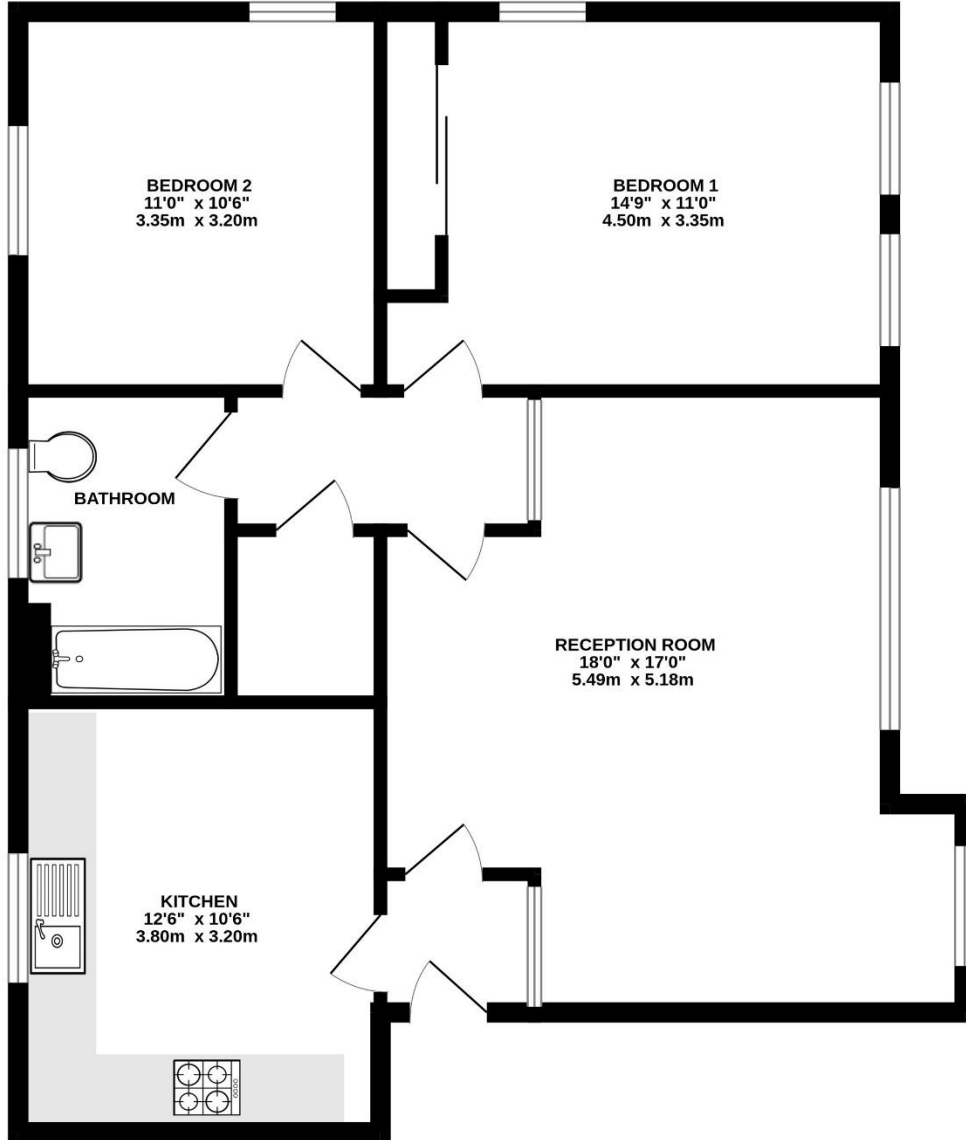 BEDROOM 2
11'0" x 10'6"
3.35m x 3.20m
BEDROOM 1
14'9" x 11'0"
4.50m x 3.35m
BATHROOM
RECEPTION ROOM
18'0" x 17'0"
5.49m x 5.18m
KITCHEN
12'6" x 10'6"
3.80m x 3.20m